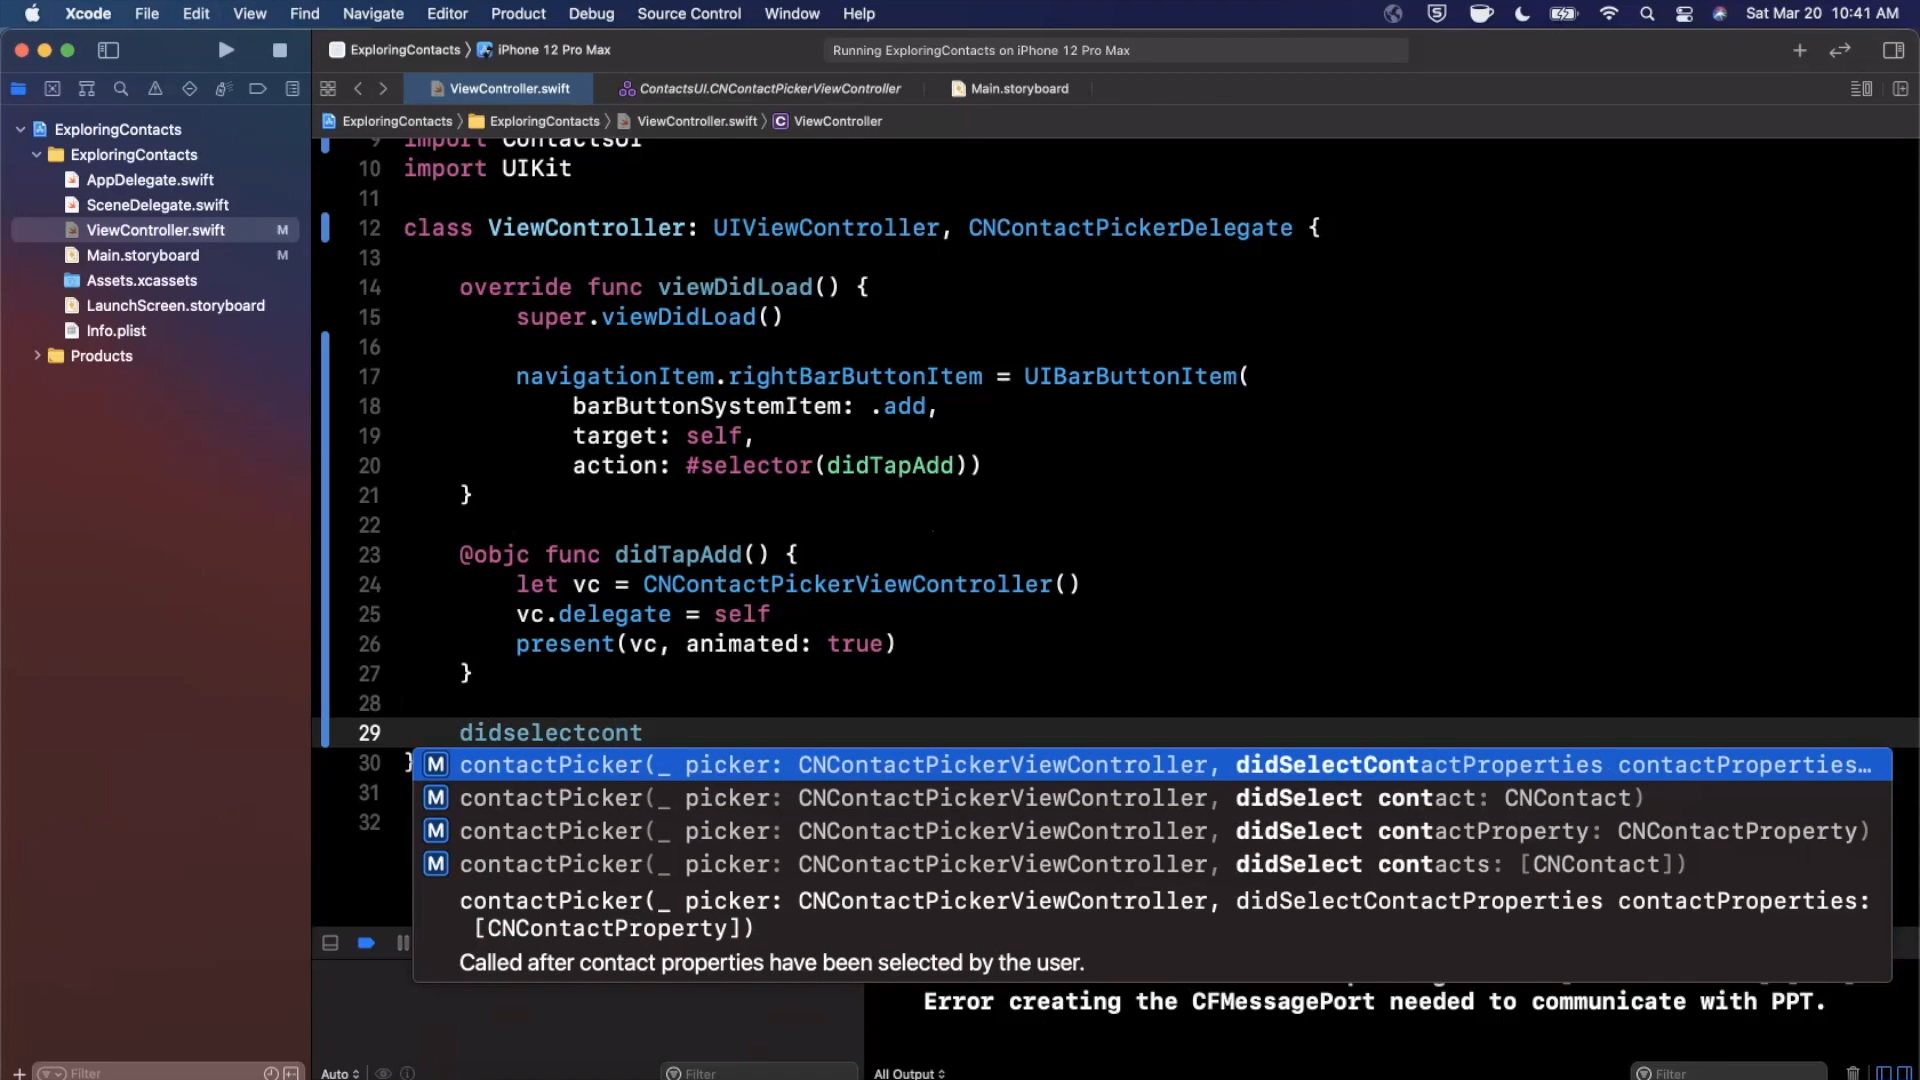 Xcode File Edit View Find Navigate Editor Product Debug Source Control Window Help Sat Mar 20 10:41 AM
ExploringContacts 〉 iPhone 12 Pro Max Running ExploringContacts on iPhone 12 Pro Max
ViewController.swift ContactsUI.CNContactPickerViewController Main.storyboard
ExploringContacts 〉 ExploringContacts 〉 ViewController.swift 〉 C ViewController
ExploringContacts
ExploringContacts
AppDelegate.swift
SceneDelegate.swift
ViewController.swift M
Main.storyboard M
Assets.xcassets
LaunchScreen.storyboard
Info.plist
Products
9 import ContactsUI
10 import UIKit
11
12 class ViewController: UIViewController, CNContactPickerDelegate {
13
14 override func viewDidLoad() {
15 super.viewDidLoad()
16
17 navigationItem.rightBarButtonItem = UIBarButtonItem(
18 barButtonSystemItem: .add,
19 target: self,
20 action: #selector(didTapAdd))
21 }
22
23 @objc func didTapAdd() {
24 let vc = CNContactPickerViewController()
25 vc.delegate = self
26 present(vc, animated: true)
27 }
28
29 didselectcont
30 }
31
32
M contactPicker(_ picker: CNContactPickerViewController, didSelectContactProperties contactProperties…
M contactPicker(_ picker: CNContactPickerViewController, didSelect contact: CNContact)
M contactPicker(_ picker: CNContactPickerViewController, didSelect contactProperty: CNContactProperty)
M contactPicker(_ picker: CNContactPickerViewController, didSelect contacts: [CNContact])
contactPicker(_ picker: CNContactPickerViewController, didSelectContactProperties contactProperties:
[CNContactProperty])
Called after contact properties have been selected by the user.
Error creating the CFMessagePort needed to communicate with PPT.
Filter Auto Filter All Output Filter